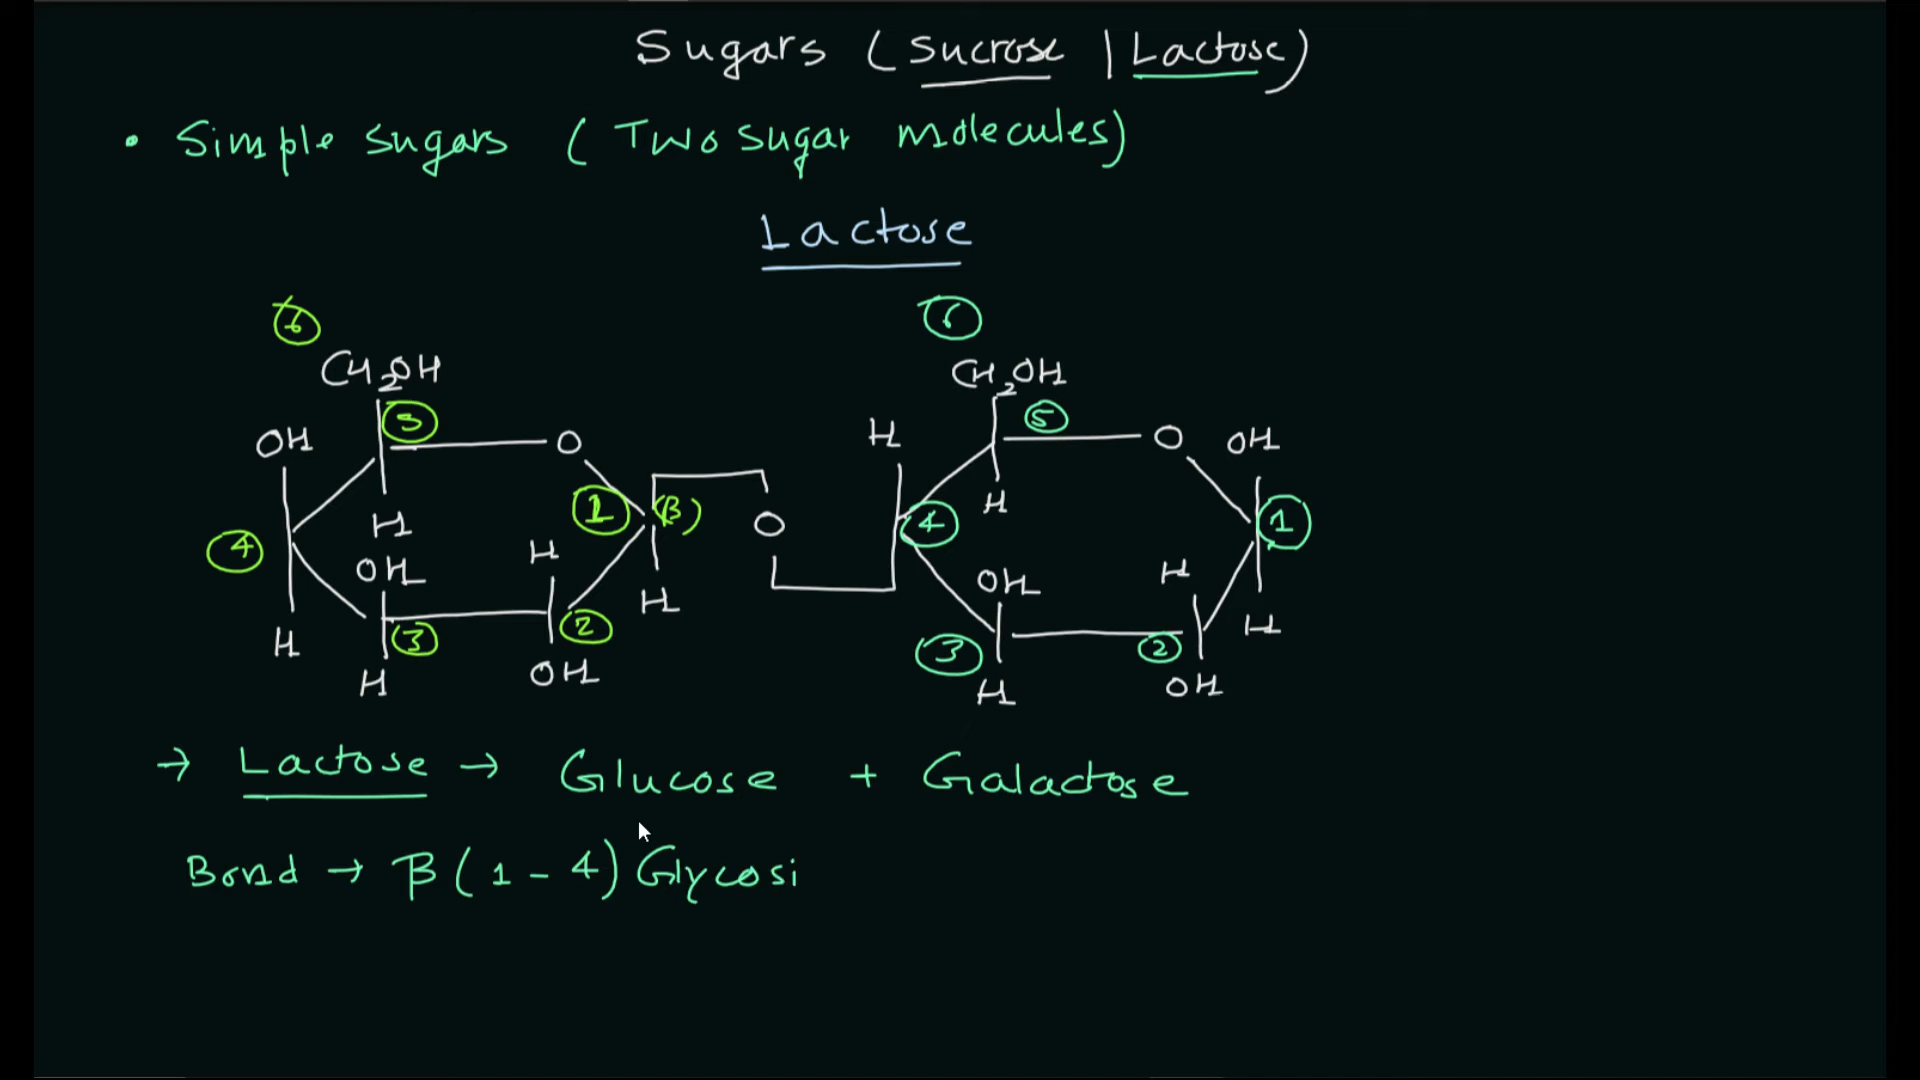 Sugars (Sucrose | Lactose)
• Simple sugars (Two sugar molecules)
Lactose
6 6
CH2OH CH2OH
5 5
OH O H O OH
1 (β) O 4 H 1
4 H
OH H OH H
H H
3 2 3 2
H H OH H OH
→ Lactose → Glucose + Galactose
Bond → β(1-4) Glycosi